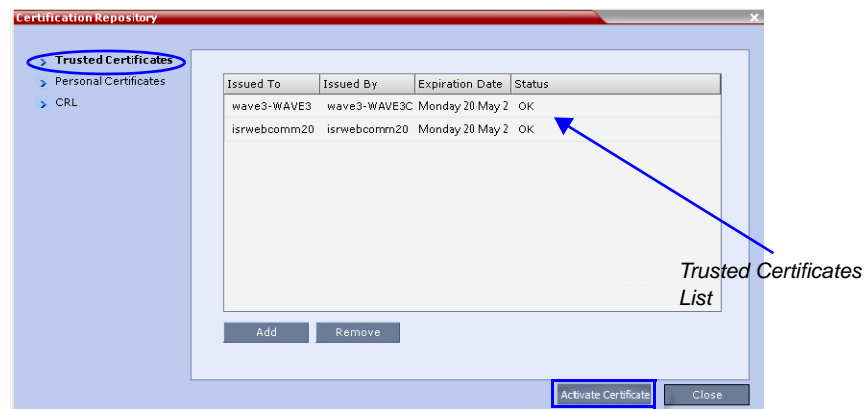 Certification Repository
Trusted Certificates
Personal Certificates
CRL
Issued To Issued By Expiration Date Status
wave3-WAVE3 wave3-WAVE3C Monday 20 May 2 OK
isrwebcomm20 isrwebcomm20 Monday 20 May 2 OK
Trusted Certificates
List
Add Remove
Activate Certificate Close